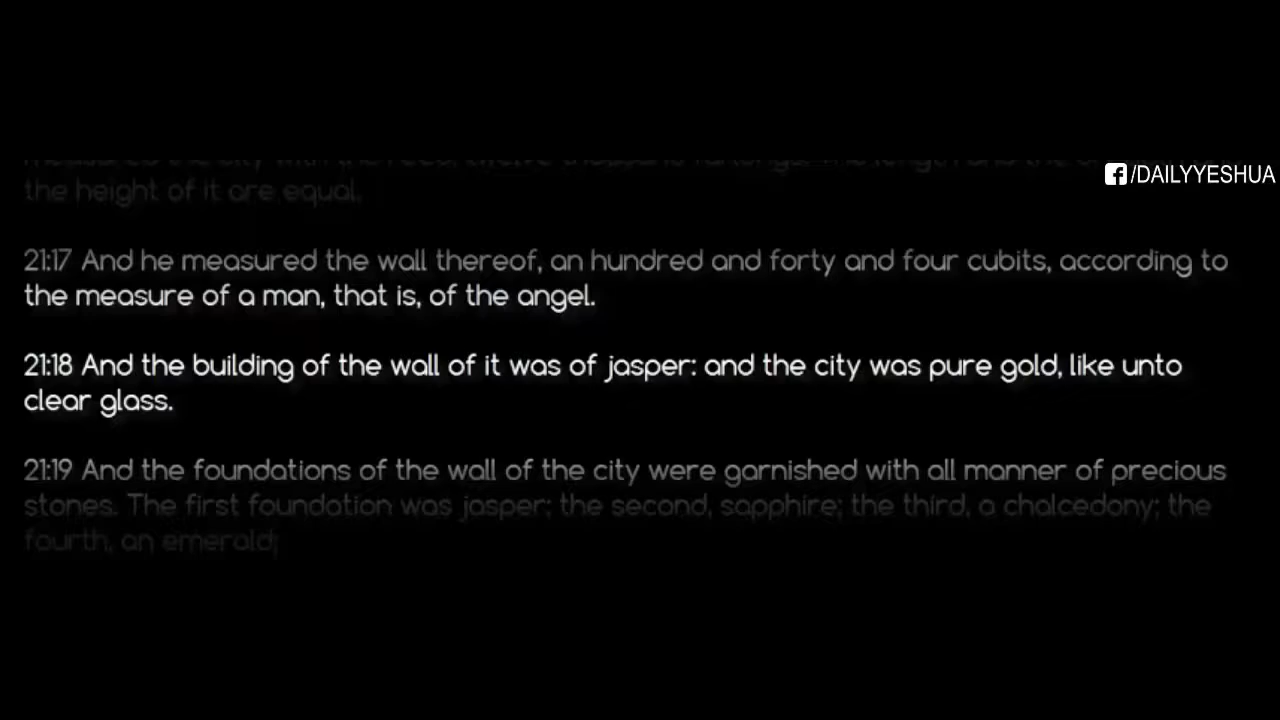 /DAILYYESHUA
the height of it are equal.
21:17 And he measured the wall thereof, an hundred and forty and four cubits, according to
the measure of a man, that is, of the angel.
21:18 And the building of the wall of it was of jasper: and the city was pure gold, like unto
clear glass.
21:19 And the foundations of the wall of the city were garnished with all manner of precious
stones. The first foundation was jasper; the second, sapphire; the third, a chalcedony; the
fourth, an emerald;